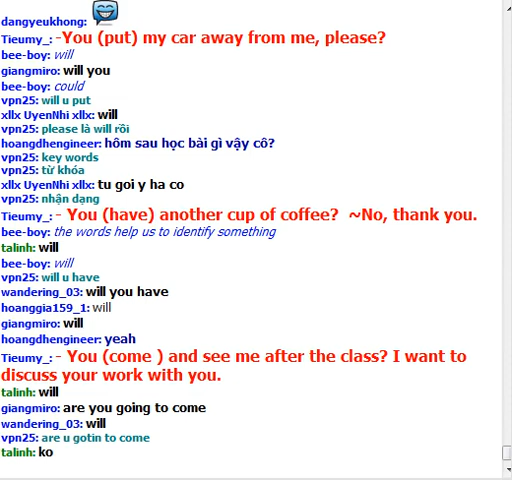 dangyeukhong:
Tieumy_: -You (put) my car away from me, please?
bee-boy: will
giangmiro: will you
bee-boy: could
vpn25: will u put
xllx UyenNhi xllx: will
vpn25: please là will rồi
hoangdhengineer: hôm sau học bài gì vậy cô?
vpn25: key words
vpn25: từ khóa
xllx UyenNhi xllx: tu goi y ha co
vpn25: nhận dạng
Tieumy_: - You (have) another cup of coffee?  ~No, thank you.
bee-boy: the words help us to identify something
talinh: will
bee-boy: will
vpn25: will u have
wandering_03: will you have
hoanggia159_1: will
giangmiro: will
hoangdhengineer: yeah
Tieumy_: - You (come ) and see me after the class? I want to
discuss your work with you.
talinh: will
giangmiro: are you going to come
wandering_03: will
vpn25: are u gotin to come
talinh: ko